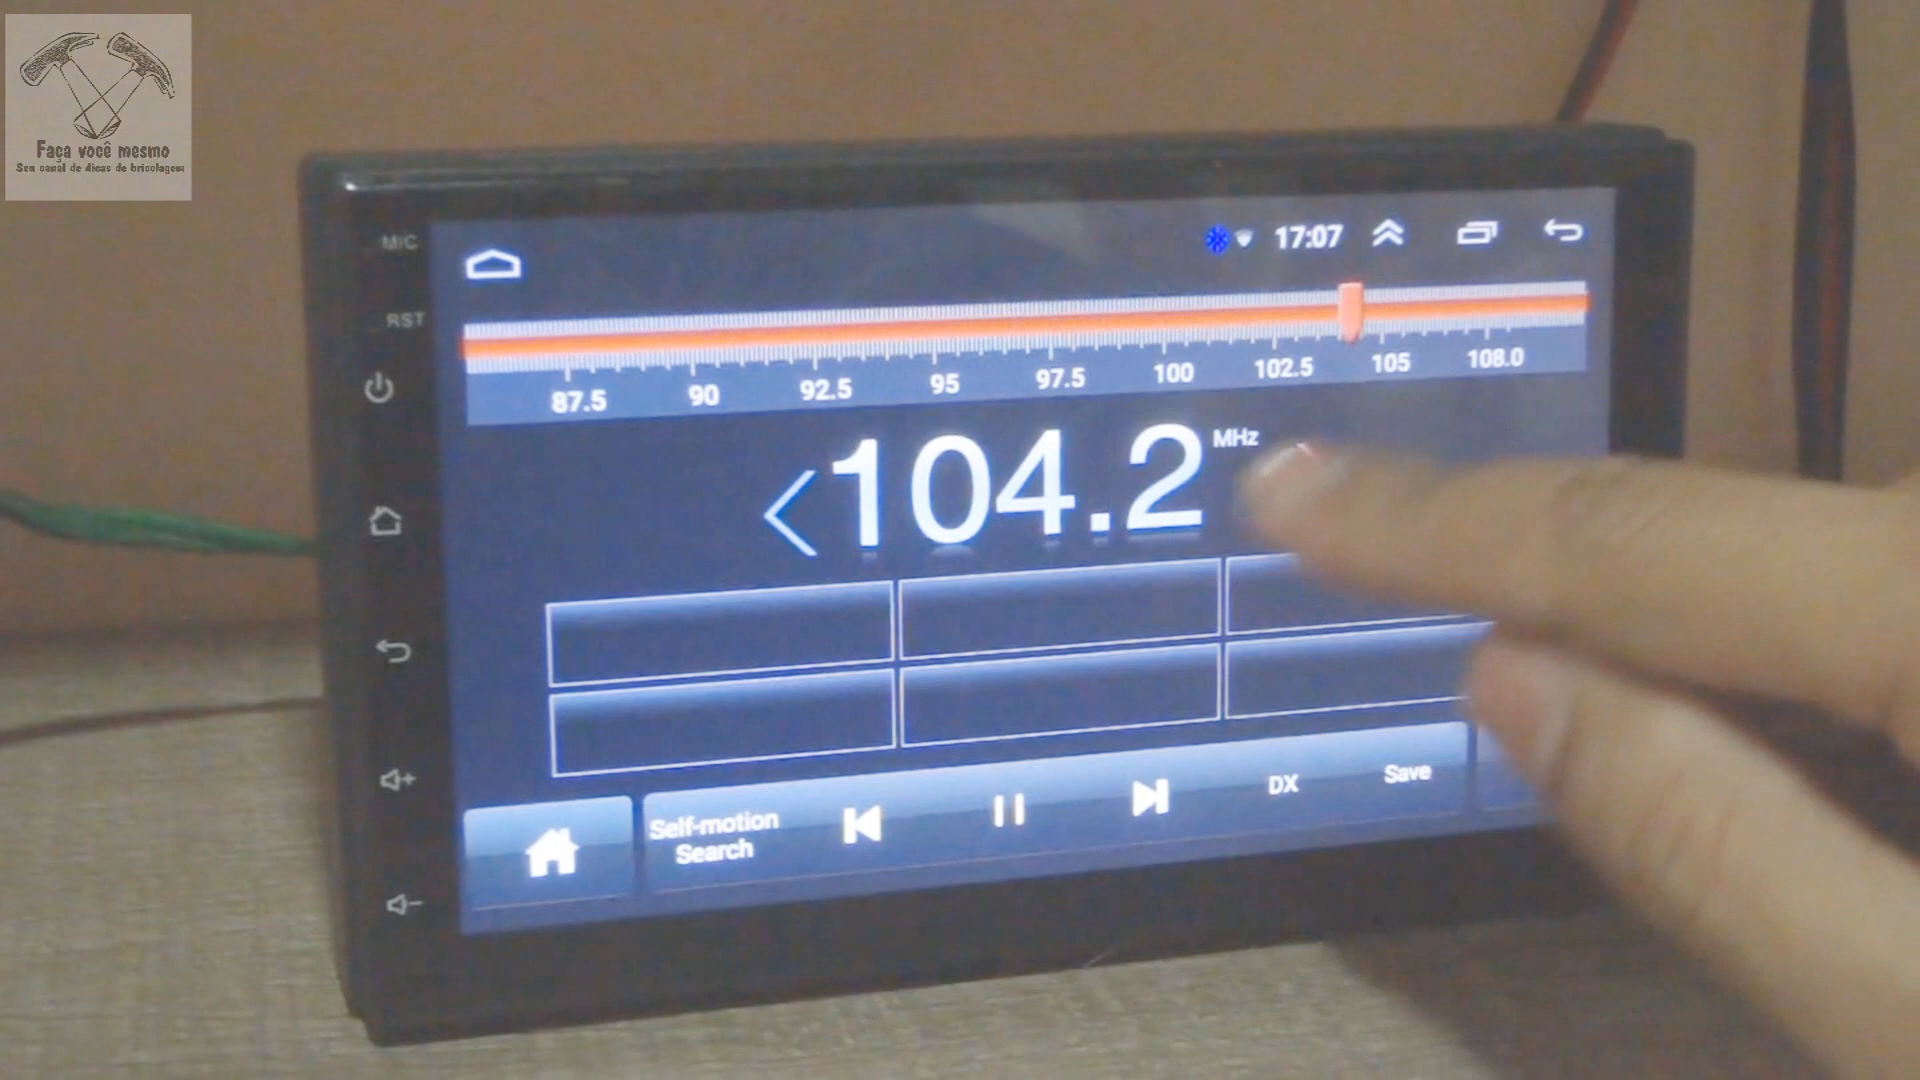 Faça você mesmo
Seu canal de dicas de bricolagem
MIC
17:07
RST
87.5 90 92.5 95 97.5 100 102.5 105 108.0
104.2 MHz
Self-motion
Search
DX
Save